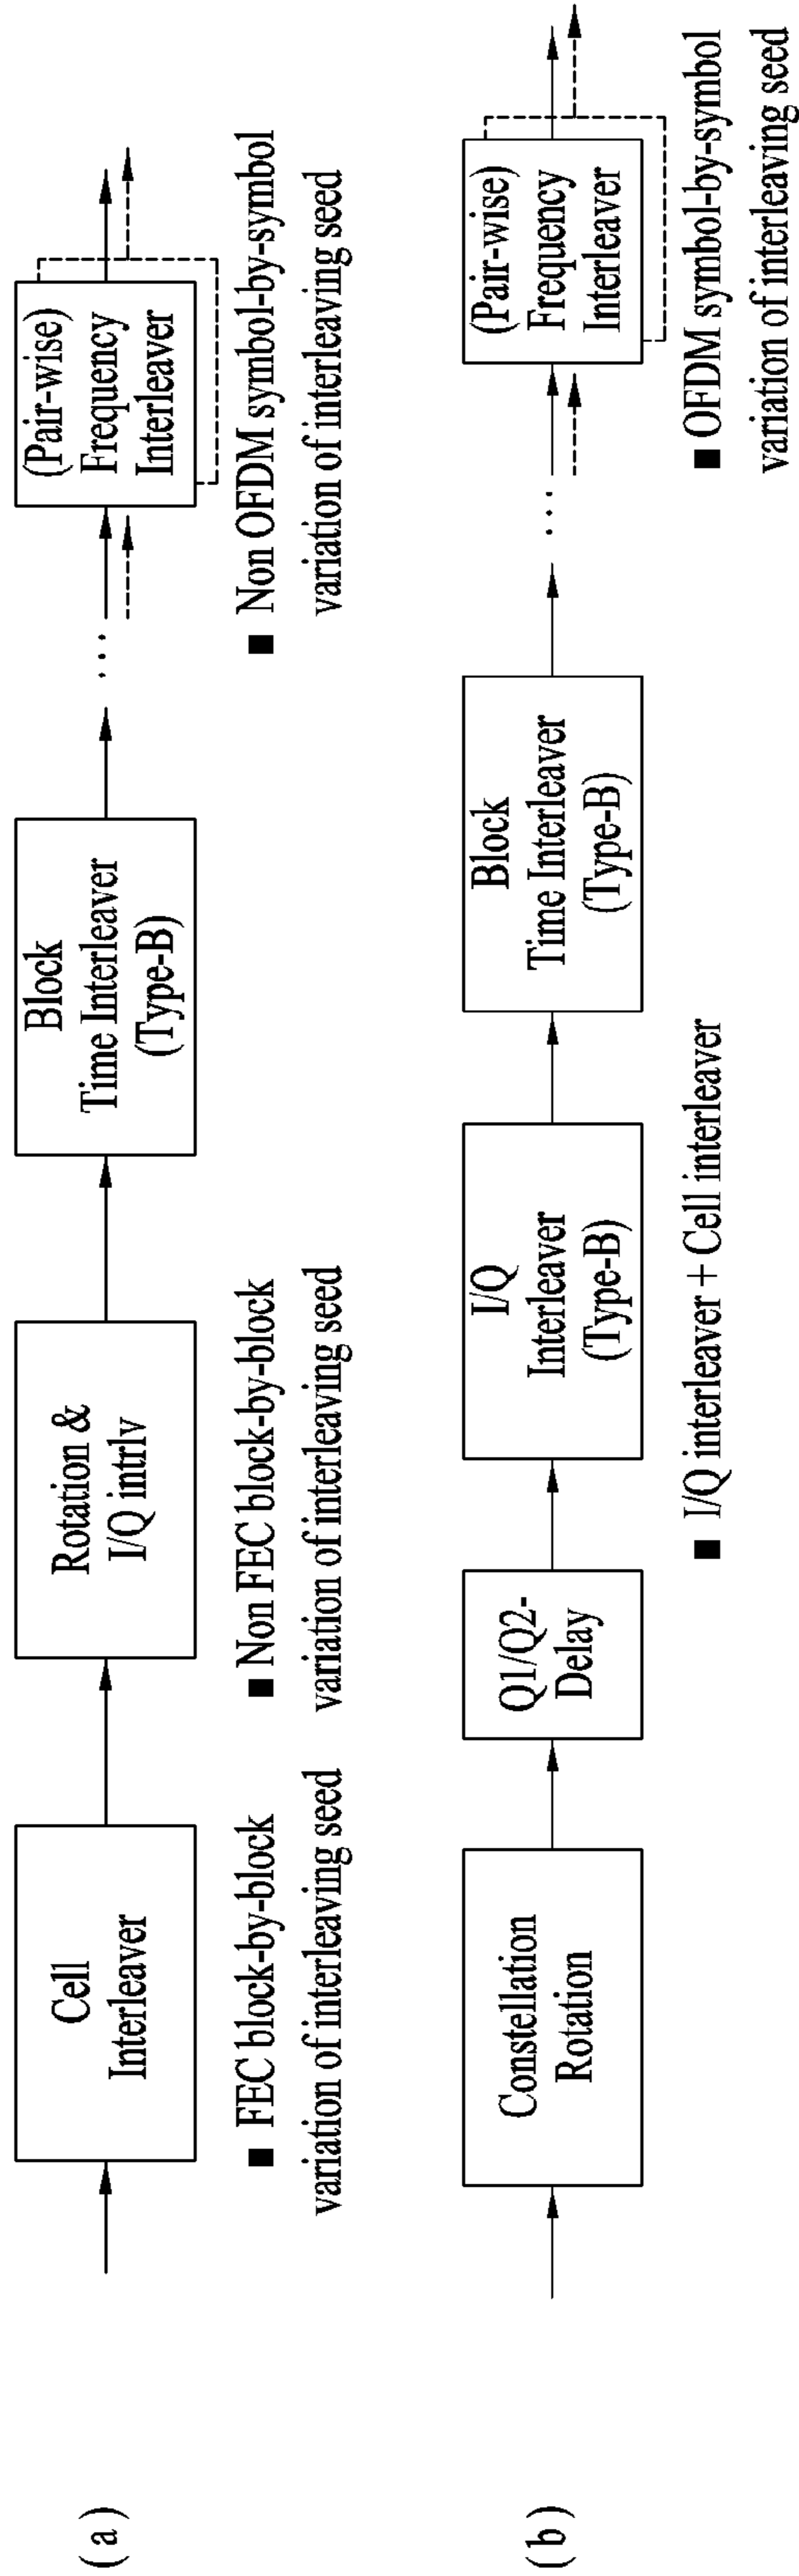 (a)
Cell
Interleaver
■ FEC block-by-block
variation of interleaving seed
Rotation &
I/Q intrlv
■ Non FEC block-by-block
variation of interleaving seed
Block
Time Interleaver
(Type-B)
...
(Pair-wise)
Frequency
Interleaver
■ Non OFDM symbol-by-symbol
variation of interleaving seed
(b)
Constellation
Rotation
Q1/Q2-
Delay
I/Q
Interleaver
(Type-B)
■ I/Q interleaver + Cell interleaver
Block
Time Interleaver
(Type-B)
...
(Pair-wise)
Frequency
Interleaver
■ OFDM symbol-by-symbol
variation of interleaving seed